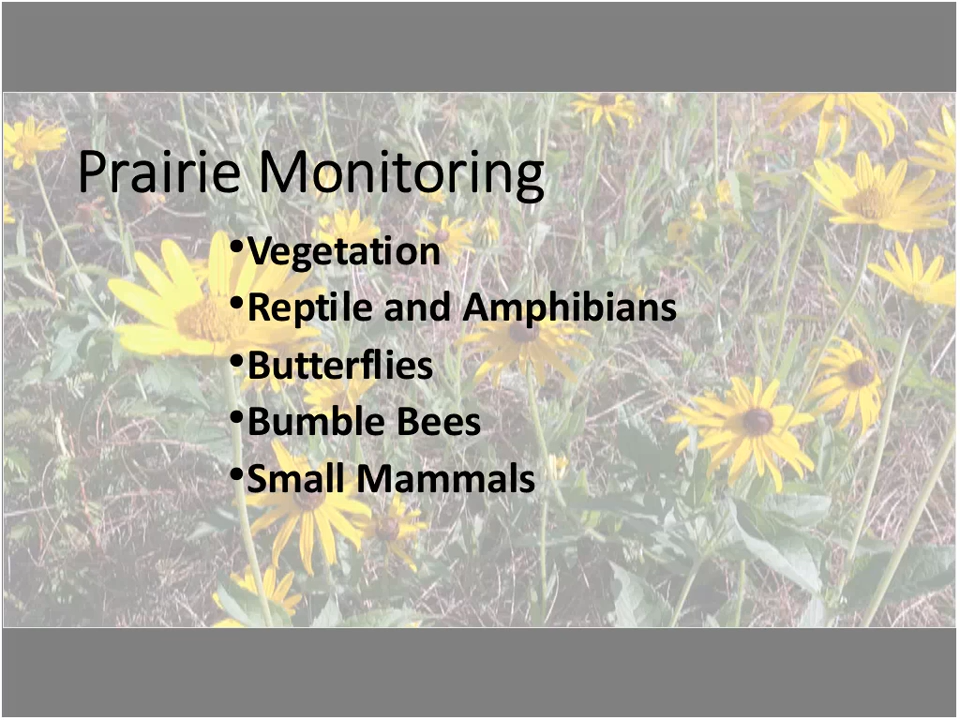 Prairie Monitoring
•Vegetation
•Reptile and Amphibians
•Butterflies
•Bumble Bees
•Small Mammals